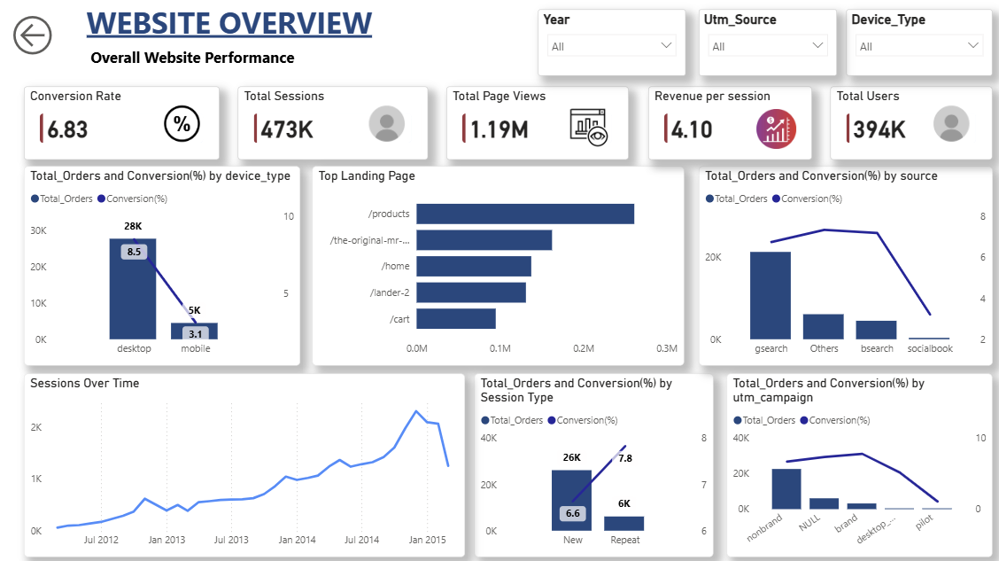 WEBSITE OVERVIEW
Overall Website Performance
Year
All
Utm_Source
All
Device_Type
All
Conversion Rate
6.83
%
Total Sessions
473K
Total Page Views
1.19M
Revenue per session
4.10
Total Users
394K
Total_Orders and Conversion(%) by device_type
Total_Orders Conversion(%)
10
28K
30K
8.5
20K
5
5K
10K
3.1
0K
desktop mobile
Top Landing Page
/products
/the-original-mr-...
/home
/lander-2
/cart
0.0M 0.1M 0.2M 0.3M
Total_Orders and Conversion(%) by source
Total_Orders Conversion(%)
8
20K
6
4
0K
2
gsearch Others bsearch socialbook
Sessions Over Time
2K
1K
0K
Jul 2012 Jan 2013 Jul 2013 Jan 2014 Jul 2014 Jan 2015
Total_Orders and Conversion(%) by
Session Type
Total_Orders Conversion(%)
40K
8
26K
7.8
20K
7
6.6
6K
0K
6
New Repeat
Total_Orders and Conversion(%) by
utm_campaign
Total_Orders Conversion(%)
40K
10
20K
0K
0
nonbrand NULL brand desktop_... pilot